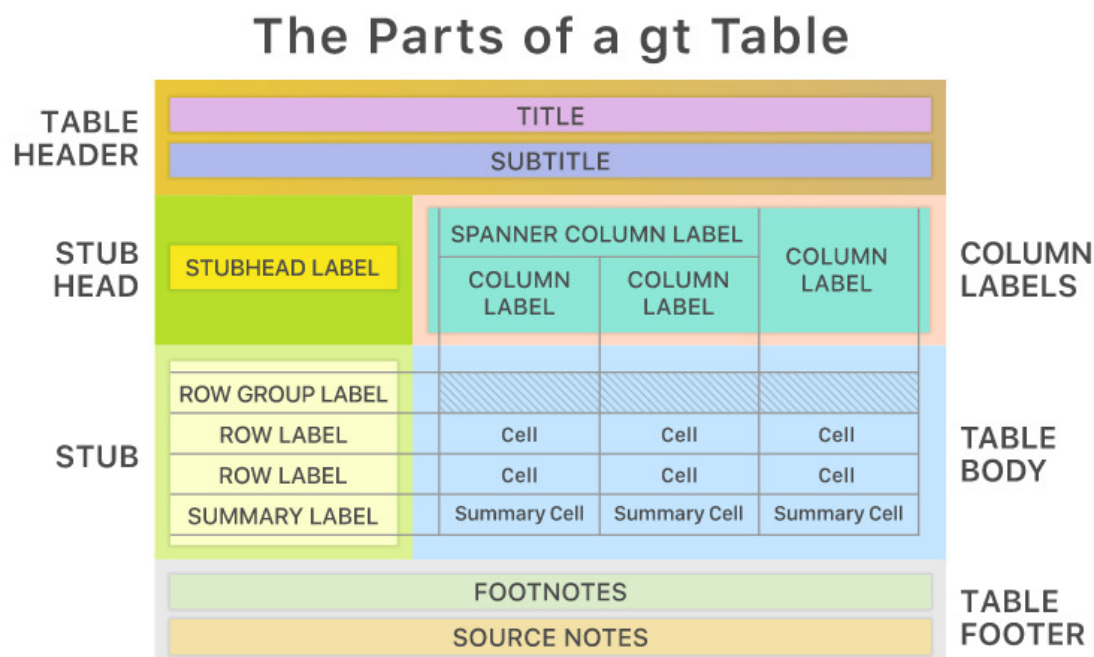 The Parts of a gt Table
TABLE
HEADER
TITLE
SUBTITLE
STUB
HEAD
STUBHEAD LABEL
SPANNER COLUMN LABEL
COLUMN
LABEL
COLUMN
LABEL
COLUMN
LABEL
COLUMN
LABELS
STUB
ROW GROUP LABEL
ROW LABEL
Cell
Cell
Cell
ROW LABEL
Cell
Cell
Cell
SUMMARY LABEL
Summary Cell
Summary Cell
Summary Cell
TABLE
BODY
FOOTNOTES
SOURCE NOTES
TABLE
FOOTER